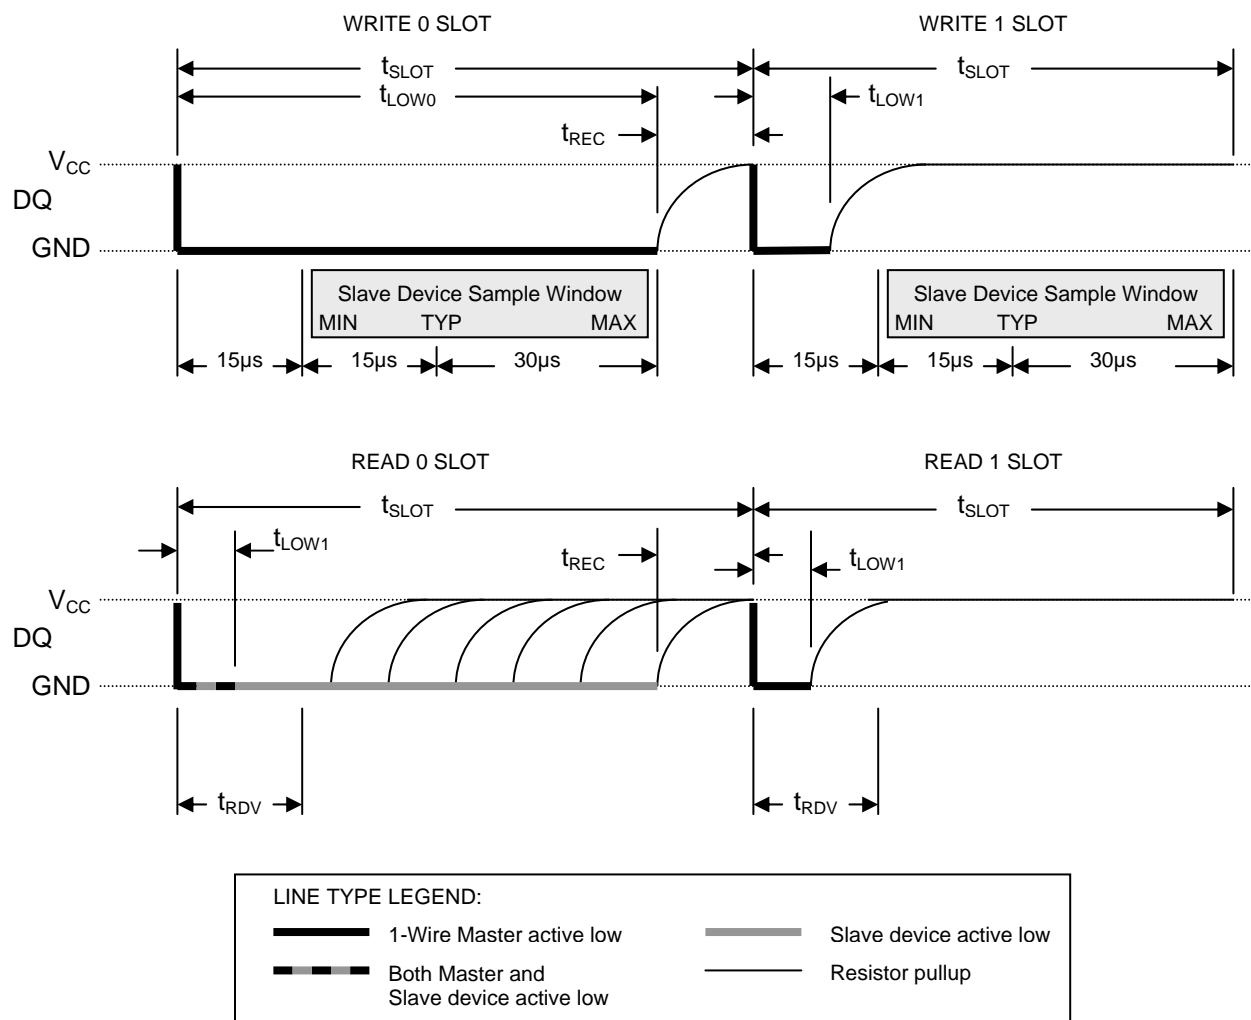 WRITE 0 SLOT WRITE 1 SLOT
tSLOT tSLOT
tLOW0 tLOW1
tREC
VCC
DQ
GND
Slave Device Sample Window Slave Device Sample Window
MIN TYP MAX MIN TYP MAX
15µs 15µs 30µs 15µs 15µs 30µs
READ 0 SLOT READ 1 SLOT
tSLOT tSLOT
tLOW1 tREC tLOW1
VCC
DQ
GND
tRDV tRDV
LINE TYPE LEGEND:
1-Wire Master active low Slave device active low
Both Master and Resistor pullup
Slave device active low